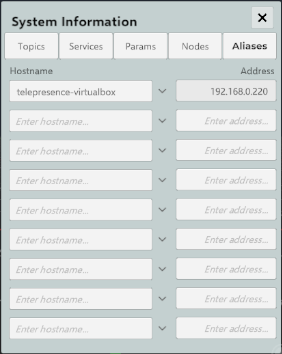 System Information
Topics Services Params Nodes Aliases
Hostname Address
telepresence-virtualbox 192.168.0.220
Enter hostname... Enter address...
Enter hostname... Enter address...
Enter hostname... Enter address...
Enter hostname... Enter address...
Enter hostname... Enter address...
Enter hostname... Enter address...
Enter hostname... Enter address...
Enter hostname... Enter address...